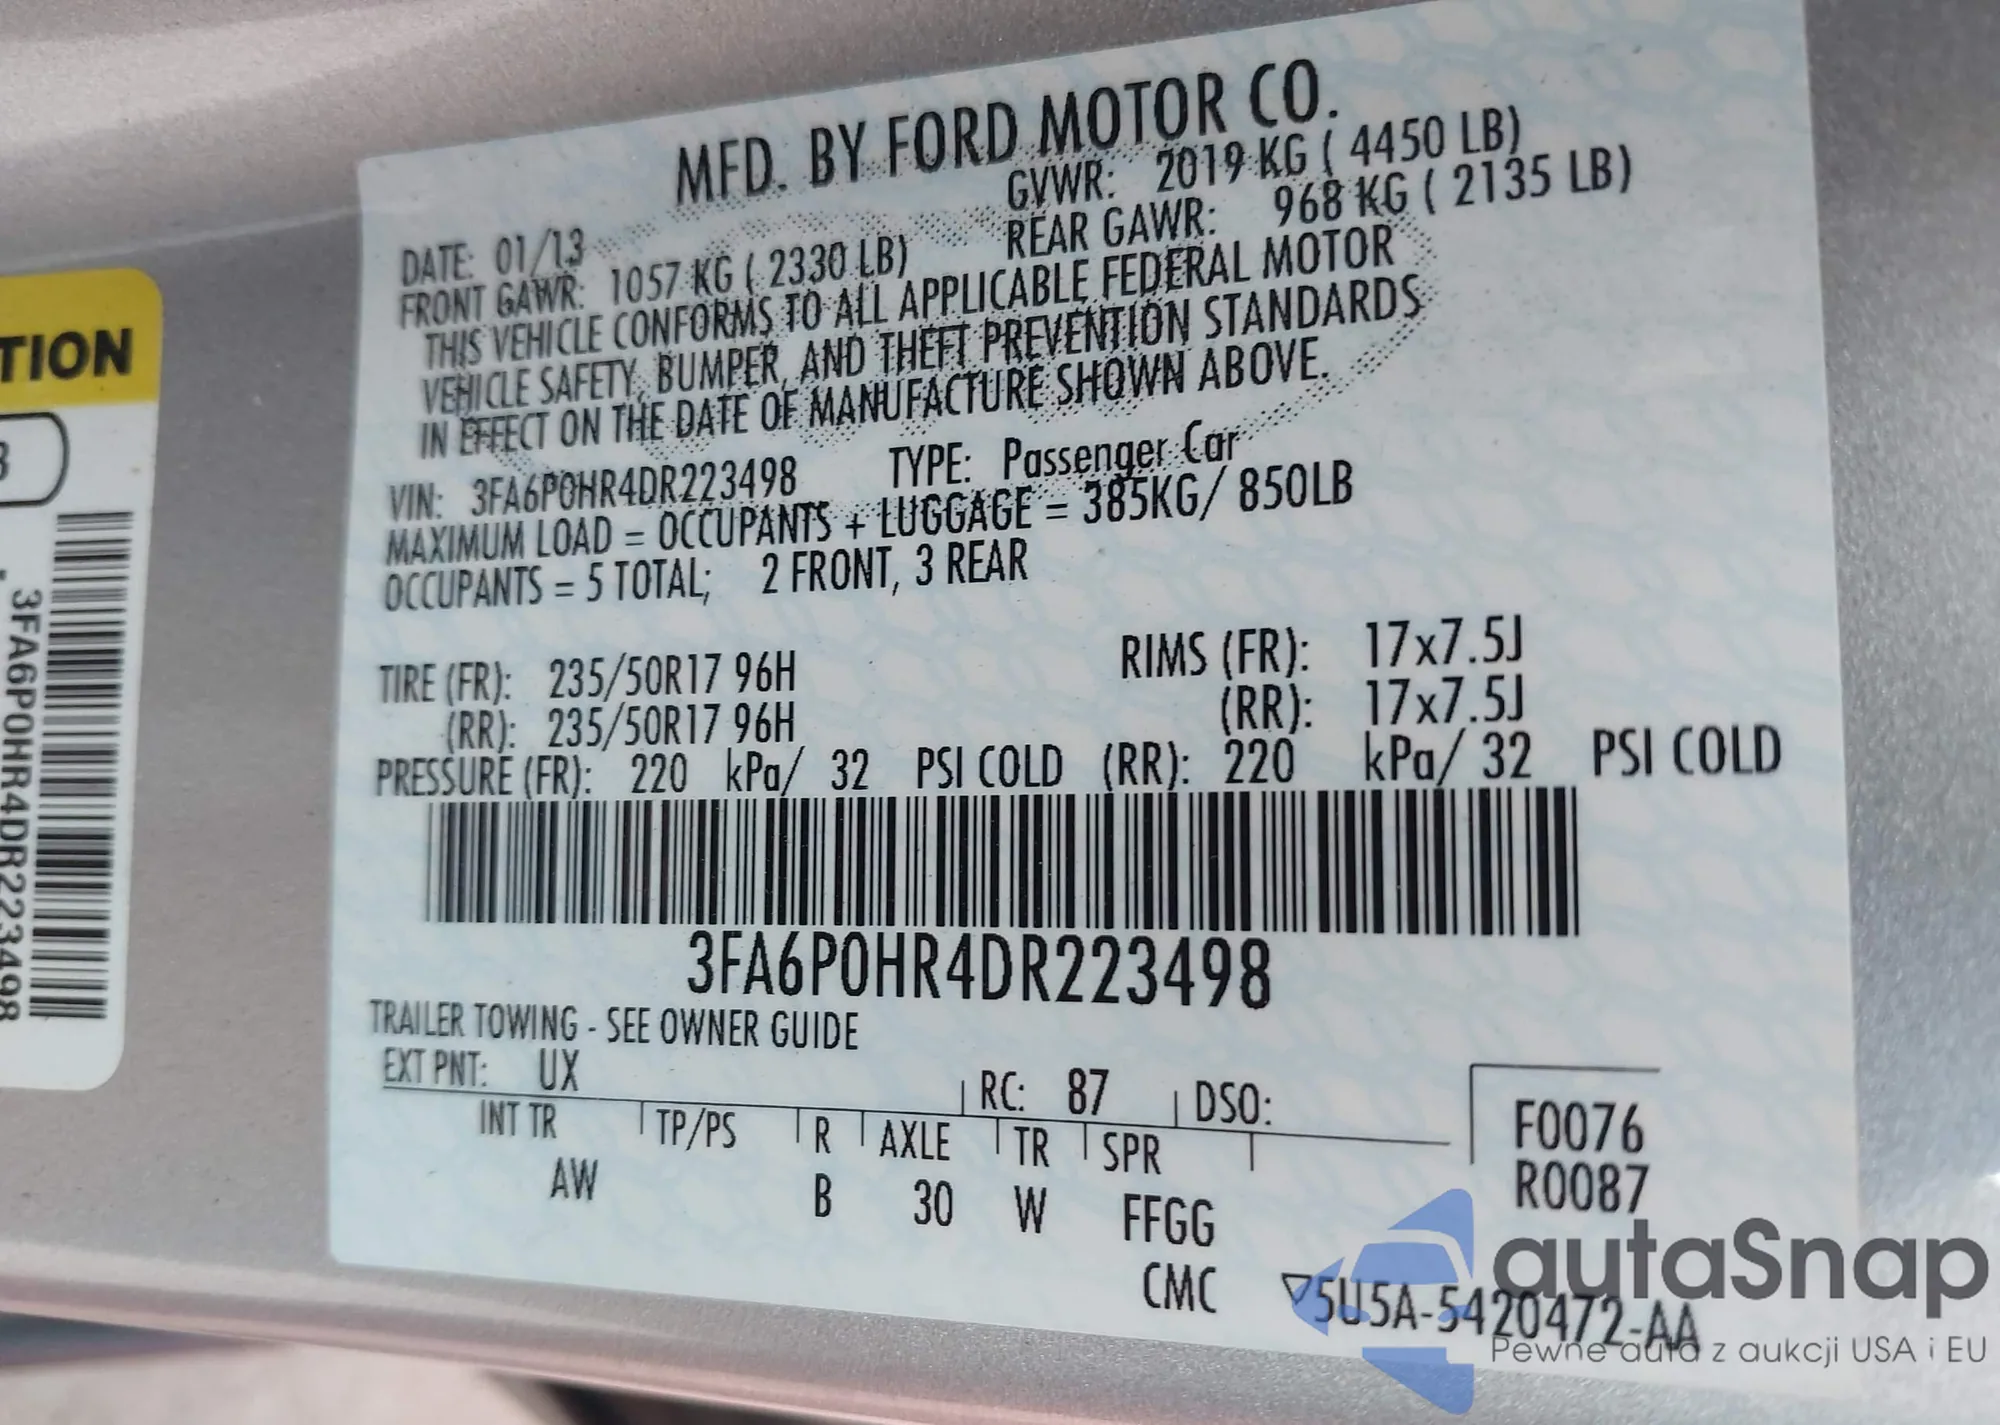 MFD. BY FORD MOTOR CO.
DATE: 01/13 GVWR: 2019 KG ( 4450 LB)
FRONT GAWR: 1057 KG ( 2330 LB) REAR GAWR: 968 KG ( 2135 LB)
THIS VEHICLE CONFORMS TO ALL APPLICABLE FEDERAL MOTOR
VEHICLE SAFETY, BUMPER, AND THEFT PREVENTION STANDARDS
IN EFFECT ON THE DATE OF MANUFACTURE SHOWN ABOVE.
VIN: 3FA6P0HR4DR223498 TYPE: Passenger Car
MAXIMUM LOAD = OCCUPANTS + LUGGAGE = 385KG/ 850LB
OCCUPANTS = 5 TOTAL; 2 FRONT, 3 REAR
TIRE (FR): 235/50R17 96H RIMS (FR): 17x7.5J
(RR): 235/50R17 96H (RR): 17x7.5J
PRESSURE (FR): 220 kPa/ 32 PSI COLD (RR): 220 kPa/ 32 PSI COLD
3FA6P0HR4DR223498
TRAILER TOWING - SEE OWNER GUIDE
EXT PNT: UX RC: 87 DSO:
INT TR TP/PS R AXLE TR SPR
AW B 30 W FFGG
F0076
R0087
CMC ▽5U5A-5420472-AA
TION
3FA6P0HR4DR223498
autaSnap
Pewne auta z aukcji USA i EU